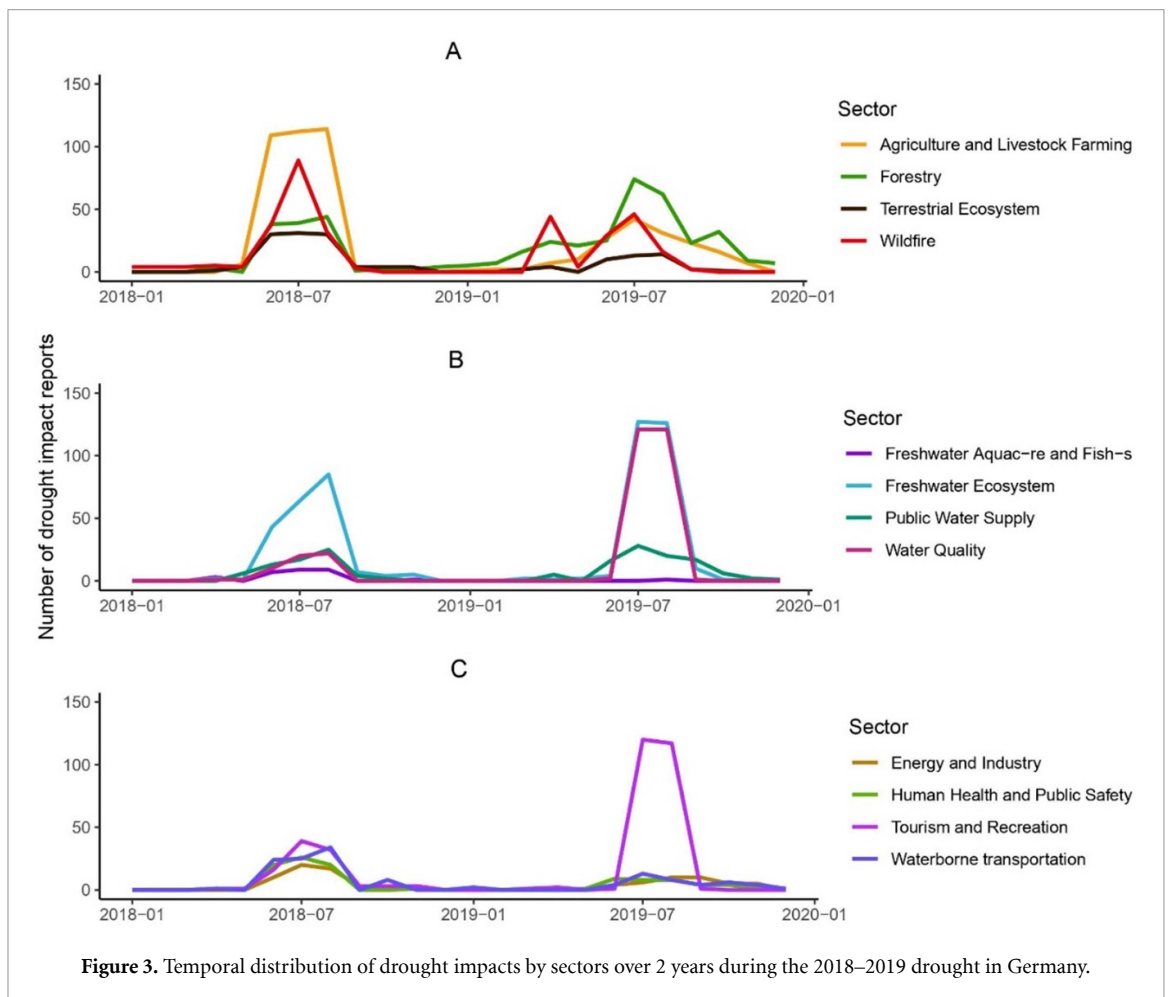 A
150
100
50
0
2018−01
2018−07
2019−01
2019−07
2020−01
Sector
Agriculture and Livestock Farming
Forestry
Terrestrial Ecosystem
Wildfire
Number of drought impact reports
B
150
100
50
0
2018−01
2018−07
2019−01
2019−07
2020−01
Sector
Freshwater Aquac−re and Fish−s
Freshwater Ecosystem
Public Water Supply
Water Quality
C
150
100
50
0
2018−01
2018−07
2019−01
2019−07
2020−01
Sector
Energy and Industry
Human Health and Public Safety
Tourism and Recreation
Waterborne transportation
Figure 3. Temporal distribution of drought impacts by sectors over 2 years during the 2018–2019 drought in Germany.